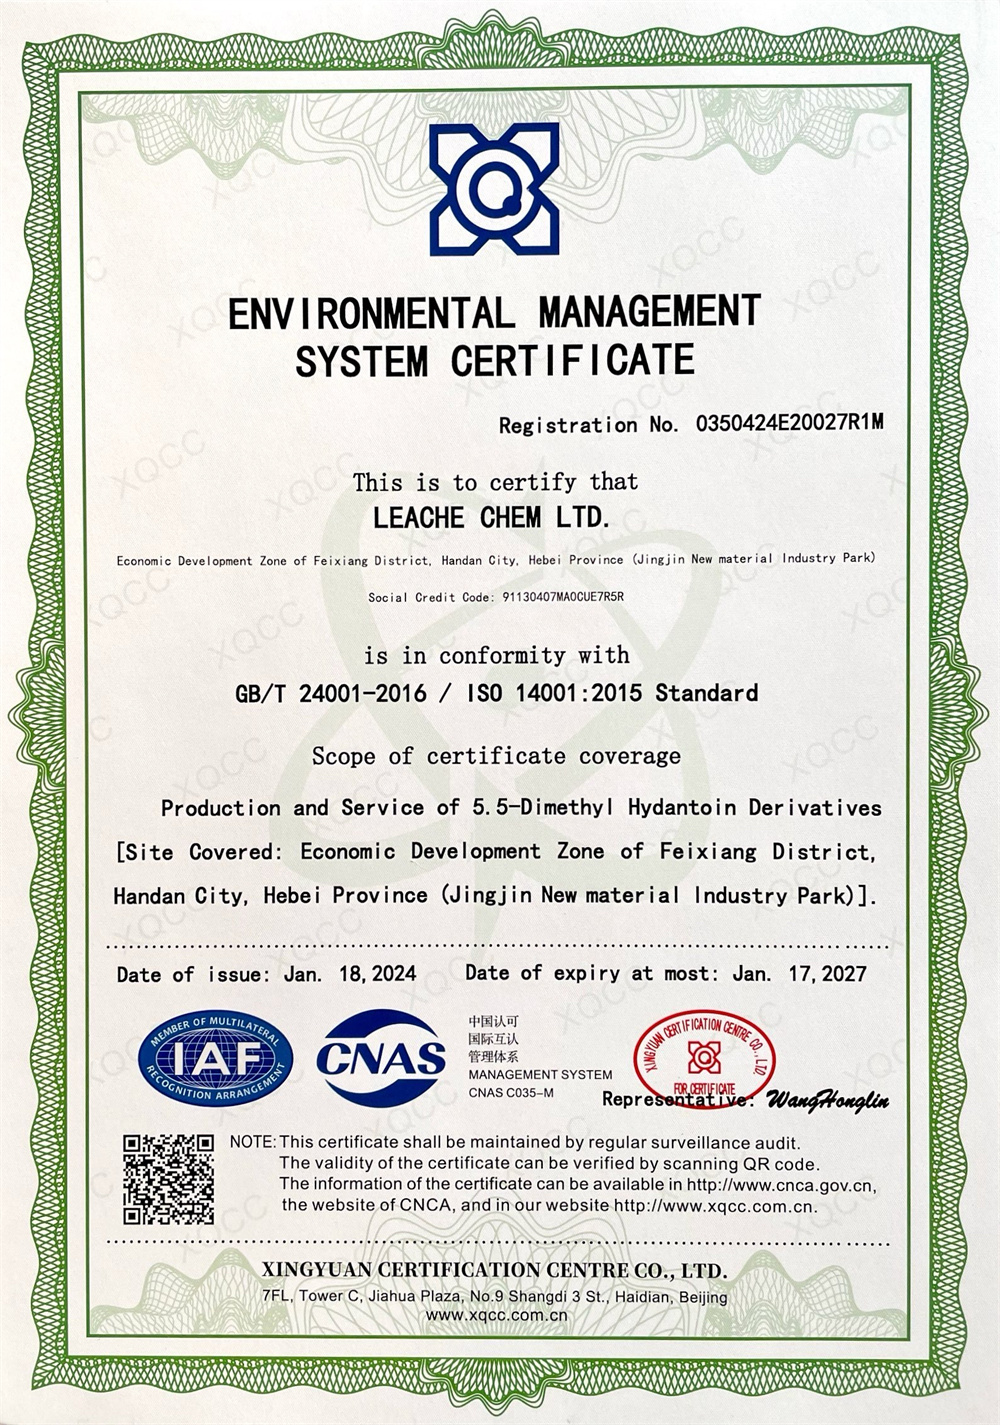 ENVIRONMENTAL MANAGEMENT
SYSTEM CERTIFICATE
Registration No. 0350424E20027R1M
This is to certify that
LEACHE CHEM LTD.
Economic Development Zone of Feixiang District, Handan City, Hebei Province (Jingjin New material Industry Park)
Social Credit Code: 91130407MA0CUE7R5R
is in conformity with
GB/T 24001-2016 / ISO 14001:2015 Standard
Scope of certificate coverage
Production and Service of 5.5-Dimethyl Hydantoin Derivatives
[Site Covered: Economic Development Zone of Feixiang District,
Handan City, Hebei Province (Jingjin New material Industry Park)].
Date of issue: Jan. 18,2024 Date of expiry at most: Jan. 17,2027
MEMBER OF MULTILATERAL
IAF
RECOGNITION ARRANGEMENT
CNAS
中国认可
国际互认
管理体系
MANAGEMENT SYSTEM
CNAS C035-M
XINGYUAN CERTIFICATION CENTRE CO., LTD.
FOR CERTIFICATE
Representative: WangHonglin
NOTE: This certificate shall be maintained by regular surveillance audit.
The validity of the certificate can be verified by scanning QR code.
The information of the certificate can be available in http://www.cnca.gov.cn,
the website of CNCA, and in our website http://www.xqcc.com.cn.
XINGYUAN CERTIFICATION CENTRE CO., LTD.
7FL, Tower C, Jiahua Plaza, No.9 Shangdi 3 St., Haidian, Beijing
www.xqcc.com.cn